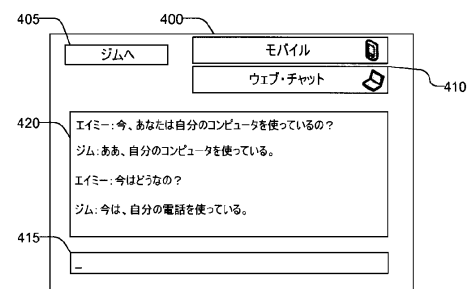 405
400
ジムへ
モバイル
ウェブ・チャット
410
420
エイミー:今、あなたは自分のコンピュータを使っているの?
ジム:ああ、自分のコンピュータを使っている。
エイミー:今はどうなの?
ジム:今は、自分の電話を使っている。
415
_